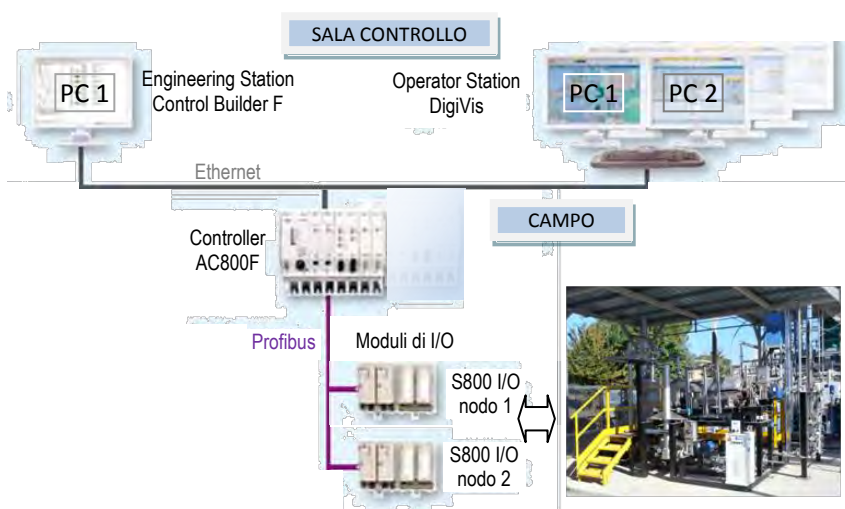 SALA CONTROLLO
PC 1
Engineering Station
Control Builder F
Operator Station
DigiVis
PC 1
PC 2
Ethernet
CAMPO
Controller
AC800F
Profibus
Moduli di I/O
S800 I/O
nodo 1
S800 I/O
nodo 2